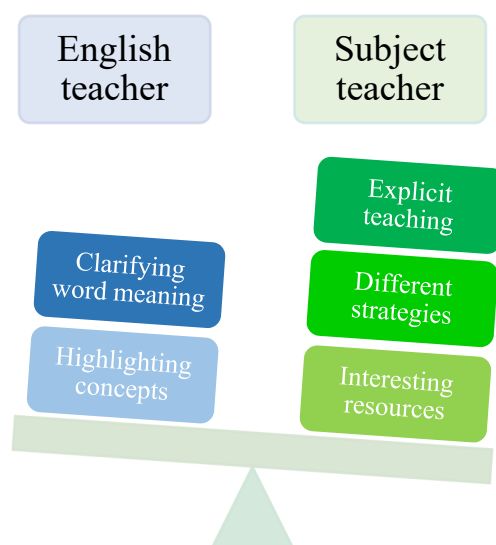 English
teacher
Subject
teacher
Explicit
teaching
Clarifying
word meaning
Different
strategies
Highlighting
concepts
Interesting
resources